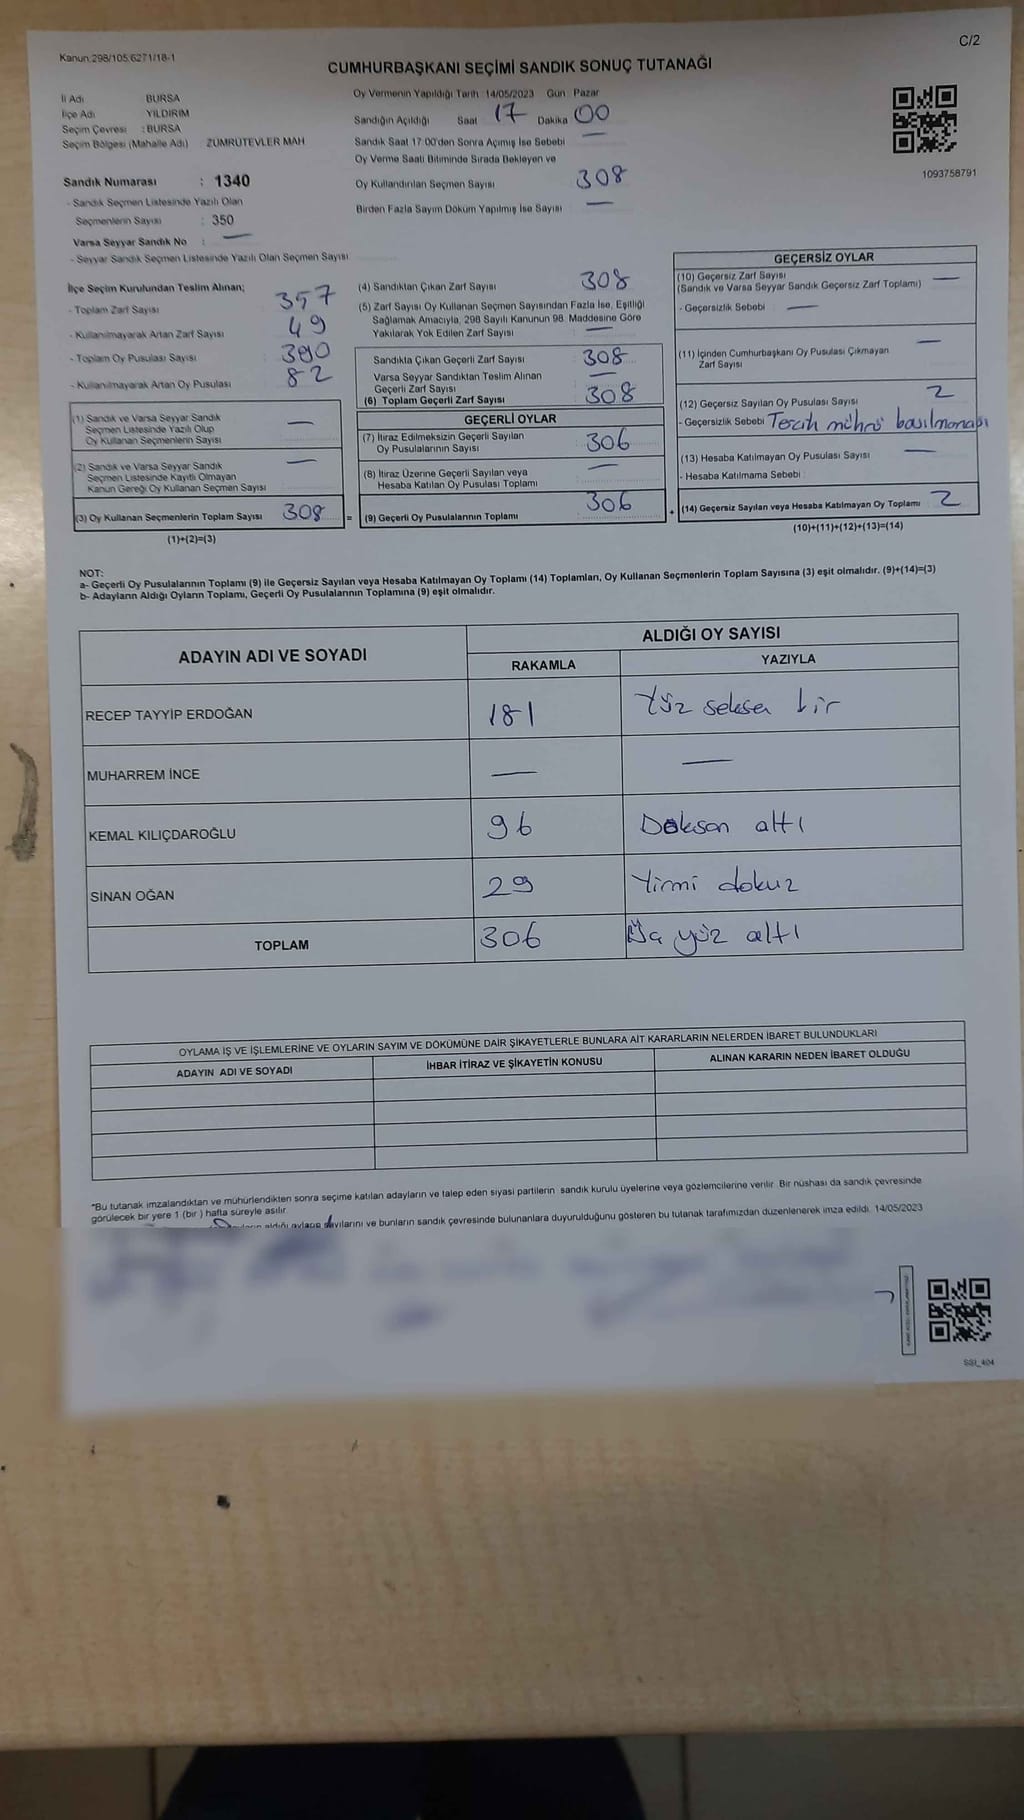 Kanun:298/105;6271/18-1
C/2
CUMHURBAŞKANI SEÇİMİ SANDIK SONUÇ TUTANAĞI
İl Adı BURSA
İlçe Adı YILDIRIM
Seçim Çevresi : BURSA
Seçim Bölgesi (Mahalle Adı) ZÜMRÜTEVLER MAH
Sandık Numarası : 1340
- Sandık Seçmen Listesinde Yazılı Olan
Seçmenlerin Sayısı : 350
Varsa Seyyar Sandık No : —
- Seyyar Sandık Seçmen Listesinde Yazılı Olan Seçmen Sayısı
Oy Vermenin Yapıldığı Tarih : 14/05/2023 Gün : Pazar
Sandığın Açıldığı Saat 17 Dakika 00
Sandık Saat 17:00'den Sonra Açılmış İse Sebebi —
Oy Verme Saati Bitiminde Sırada Bekleyen ve
Oy Kullandırılan Seçmen Sayısı 308
Birden Fazla Sayım Döküm Yapılmış İse Sayısı —
1093758791
İlçe Seçim Kurulundan Teslim Alınan;
- Toplam Zarf Sayısı 357
- Kullanılmayarak Artan Zarf Sayısı 49
- Toplam Oy Pusulası Sayısı 390
- Kullanılmayarak Artan Oy Pusulası 82
(1) Sandık ve Varsa Seyyar Sandık
Seçmen Listesinde Yazılı Olup
Oy Kullanan Seçmenlerin Sayısı —
(2) Sandık ve Varsa Seyyar Sandık
Seçmen Listesinde Kayıtlı Olmayan
Kanun Gereği Oy Kullanan Seçmen Sayısı —
(3) Oy Kullanan Seçmenlerin Toplam Sayısı 308 =
(1)+(2)=(3)
(4) Sandıktan Çıkan Zarf Sayısı 308
(5) Zarf Sayısı Oy Kullanan Seçmen Sayısından Fazla İse, Eşitliği
Sağlamak Amacıyla, 298 Sayılı Kanunun 98. Maddesine Göre
Yakılarak Yok Edilen Zarf Sayısı —
Sandıkta Çıkan Geçerli Zarf Sayısı 308
Varsa Seyyar Sandıktan Teslim Alınan
Geçerli Zarf Sayısı —
(6) Toplam Geçerli Zarf Sayısı 308
GEÇERLİ OYLAR
(7) İtiraz Edilmeksizin Geçerli Sayılan
Oy Pusulalarının Sayısı 306
(8) İtiraz Üzerine Geçerli Sayılan veya
Hesaba Katılan Oy Pusulası Toplamı —
(9) Geçerli Oy Pusulalarının Toplamı 306 +
GEÇERSİZ OYLAR
(10) Geçersiz Zarf Sayısı
(Sandık ve Varsa Seyyar Sandık Geçersiz Zarf Toplamı) —
- Geçersizlik Sebebi : —
(11) İçinden Cumhurbaşkanı Oy Pusulası Çıkmayan
Zarf Sayısı —
(12) Geçersiz Sayılan Oy Pusulası Sayısı 2
- Geçersizlik Sebebi Tercih mührü basılmaması
(13) Hesaba Katılmayan Oy Pusulası Sayısı —
- Hesaba Katılmama Sebebi :
(14) Geçersiz Sayılan veya Hesaba Katılmayan Oy Toplamı 2
(10)+(11)+(12)+(13)=(14)
NOT:
a- Geçerli Oy Pusulalarının Toplamı (9) ile Geçersiz Sayılan veya Hesaba Katılmayan Oy Toplamı (14) Toplamları, Oy Kullanan Seçmenlerin Toplam Sayısına (3) eşit olmalıdır. (9)+(14)=(3)
b- Adayların Aldığı Oyların Toplamı, Geçerli Oy Pusulalarının Toplamına (9) eşit olmalıdır.
ADAYIN ADI VE SOYADI
ALDIĞI OY SAYISI
RAKAMLA YAZIYLA
RECEP TAYYİP ERDOĞAN 181 Yüz seksen bir
MUHARREM İNCE — —
KEMAL KILIÇDAROĞLU 96 Doksan altı
SİNAN OĞAN 29 Yirmi dokuz
TOPLAM 306 Üç yüz altı
OYLAMA İŞ VE İŞLEMLERİNE VE OYLARIN SAYIM VE DÖKÜMÜNE DAİR ŞİKAYETLERLE BUNLARA AİT KARARLARIN NELERDEN İBARET BULUNDUKLARI
ADAYIN ADI VE SOYADI İHBAR İTİRAZ VE ŞİKAYETİN KONUSU ALINAN KARARIN NEDEN İBARET OLDUĞU
*Bu tutanak imzalandıktan ve mühürlendikten sonra seçime katılan adayların ve talep eden siyasi partilerin sandık kurulu üyelerine veya gözlemcilerine verilir. Bir nüshası da sandık çevresinde
görülecek bir yere 1 (bir ) hafta süreyle asılır.
aldığı oyların sayılarını ve bunların sandık çevresinde bulunanlara duyurulduğunu gösteren bu tutanak tarafımızdan düzenlenerek imza edildi. 14/05/2023
SSI_404